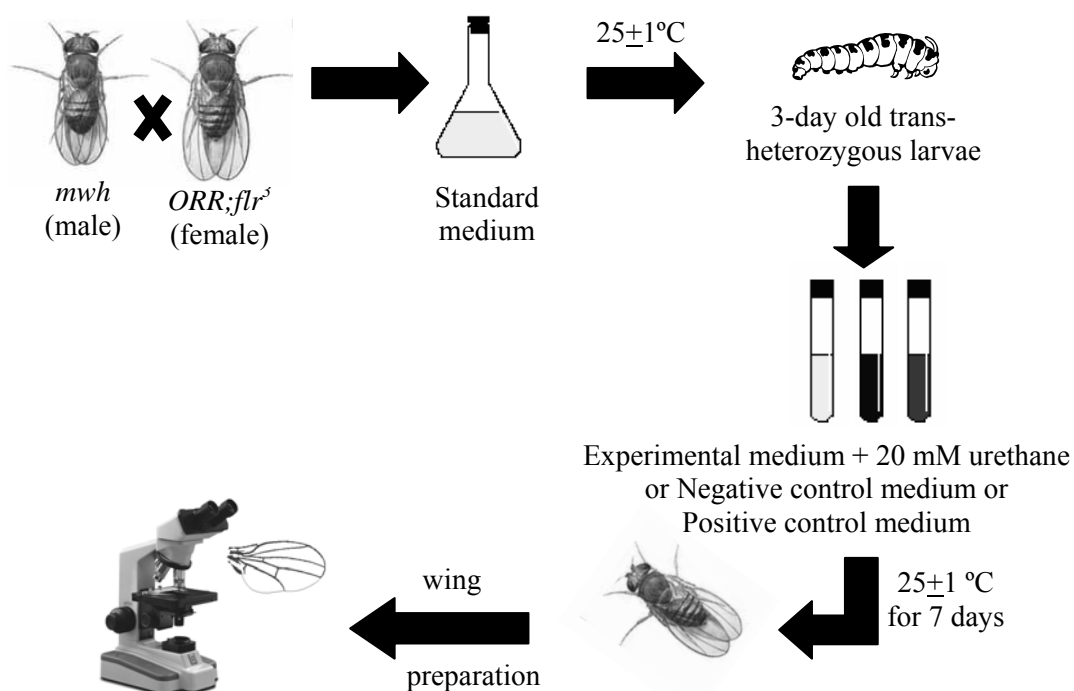 mwh
(male)
ORR;flr³
(female)
Standard
medium
25±1ºC
3-day old trans-
heterozygous larvae
Experimental medium + 20 mM urethane
or Negative control medium or
Positive control medium
25±1 ºC
for 7 days
wing
preparation